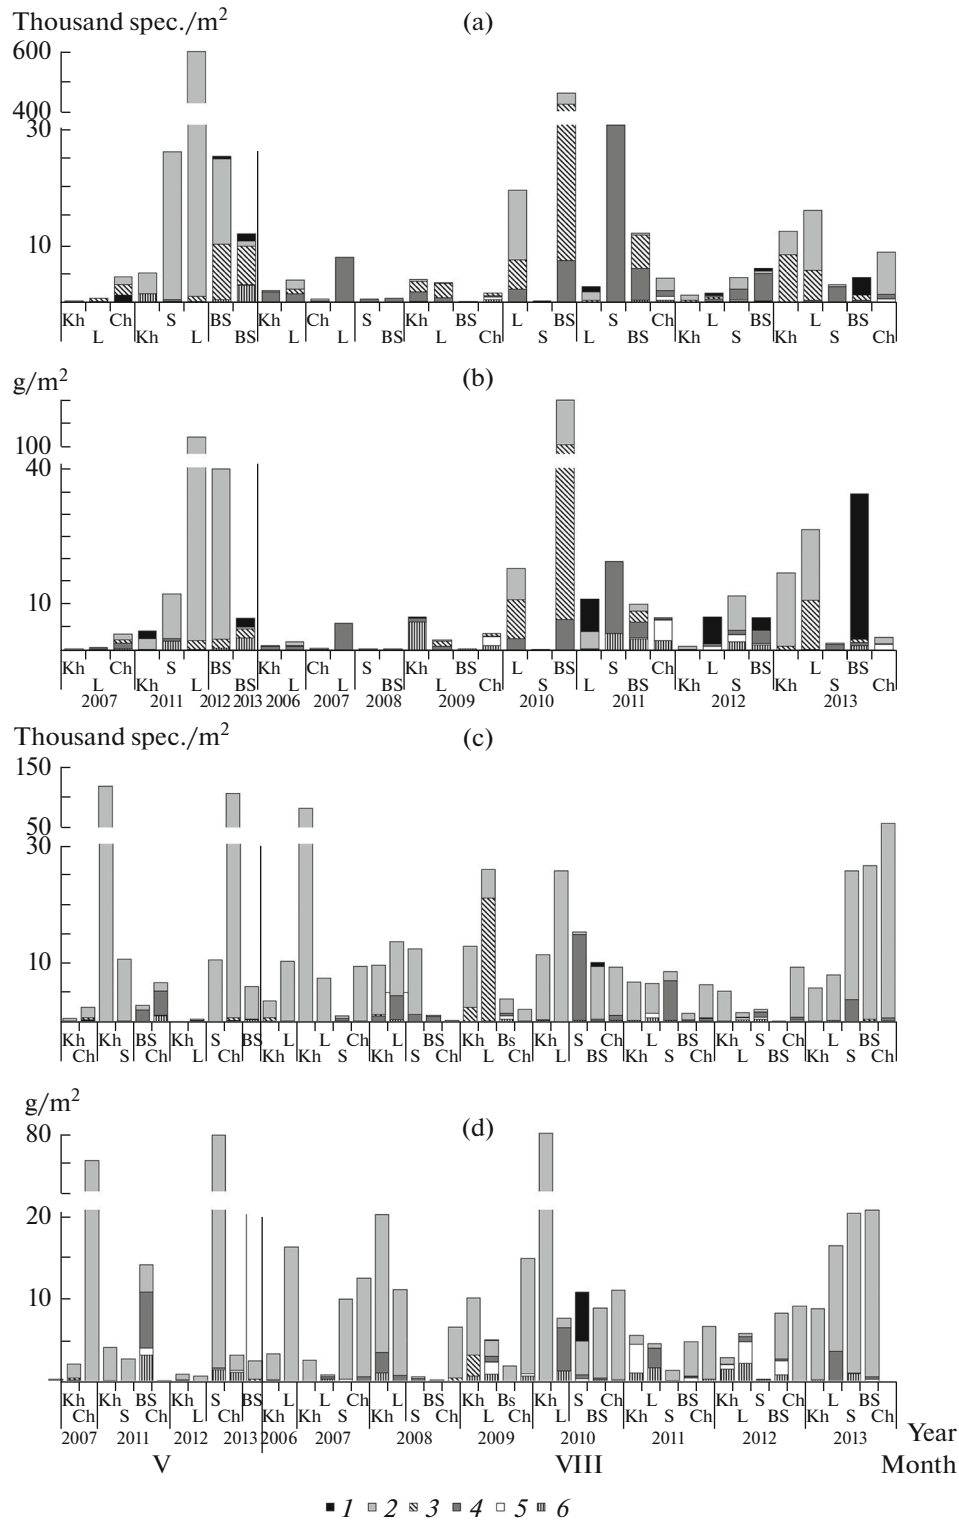 Thousand spec./m2
(a)
600
400
30
10
Kh Ch S BS Kh Ch S Kh BS L BS S Ch L BS L BS
L Kh L BS L L BS L Ch S L BS Kh S Kh S Ch
g/m2
(b)
100
40
10
Kh Ch S BS Kh Ch S Kh BS L BS S Ch L BS L BS
L Kh L BS L L BS L Ch S L BS Kh S Kh S Ch
2007 2011 2012 2013 2006 2007 2008 2009 2010 2011 2012 2013
Thousand spec./m2
(c)
150
50
30
10
Kh Kh BS Kh S BS L L Ch L BS Kh Bs Kh S Ch L BS Kh S Ch L BS
Ch S Ch L Ch Kh Kh S Kh S Ch L Ch L BS Kh S Ch L BS Kh S Ch
g/m2
(d)
80
20
10
Kh Kh BS Kh S BS L L Ch L BS Kh Bs Kh S Ch L BS Kh S Ch L BS
Ch S Ch L Ch Kh Kh S Kh S Ch L Ch L BS Kh S Ch L BS Kh S Ch
2007 2011 2012 2013 2006 2007 2008 2009 2010 2011 2012 2013 Year
V VIII Month
1 2 3 4 5 6